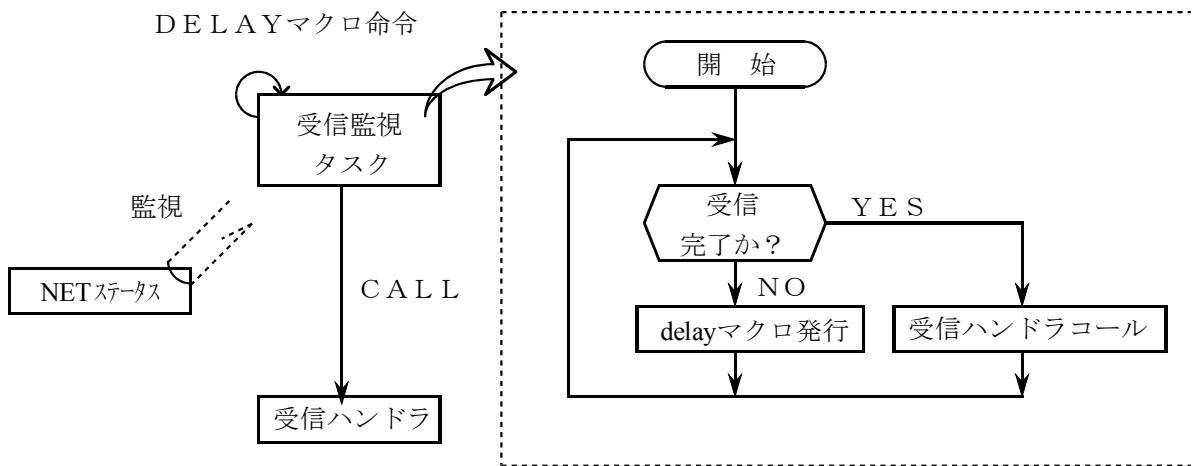 ＤＥＬＡＹマクロ命令
受信監視
タスク
監視
NETステータス
ＣＡＬＬ
受信ハンドラ
開　始
受信
完了か？
ＹＥＳ
ＮＯ
delayマクロ発行
受信ハンドラコール